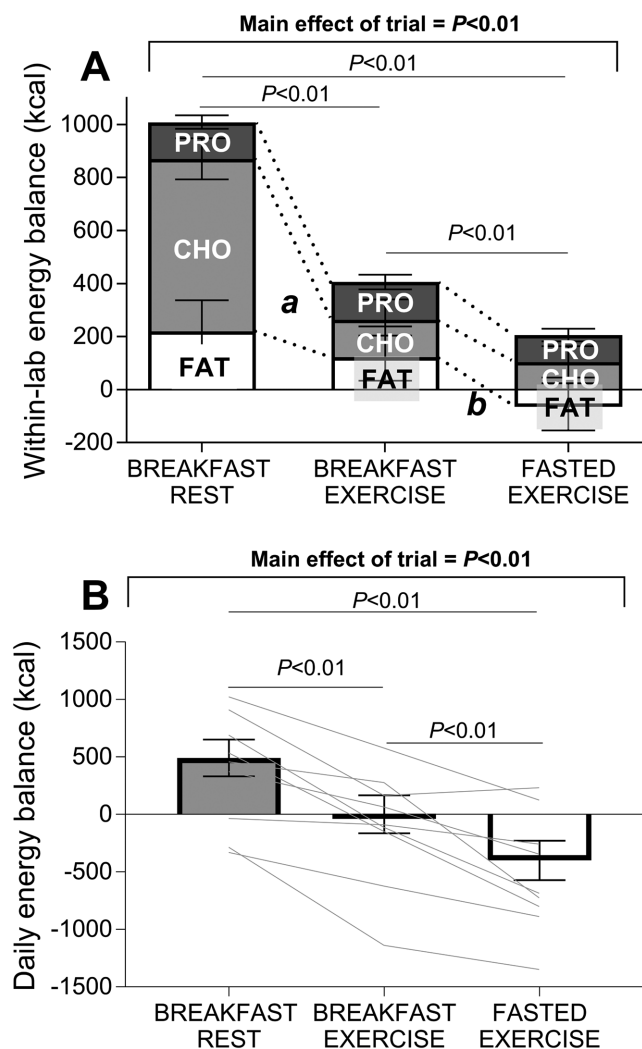 Main effect of trial = P<0.01
A
P<0.01
P<0.01
P<0.01
Within-lab energy balance (kcal)
1000
800
600
400
200
0
-200
PRO
CHO
FAT
a
PRO
CHO
FAT
b
PRO
CHO
FAT
BREAKFAST
REST
BREAKFAST
EXERCISE
FASTED
EXERCISE
Main effect of trial = P<0.01
B
P<0.01
P<0.01
P<0.01
Daily energy balance (kcal)
1500
1000
500
0
-500
-1000
-1500
BREAKFAST
REST
BREAKFAST
EXERCISE
FASTED
EXERCISE